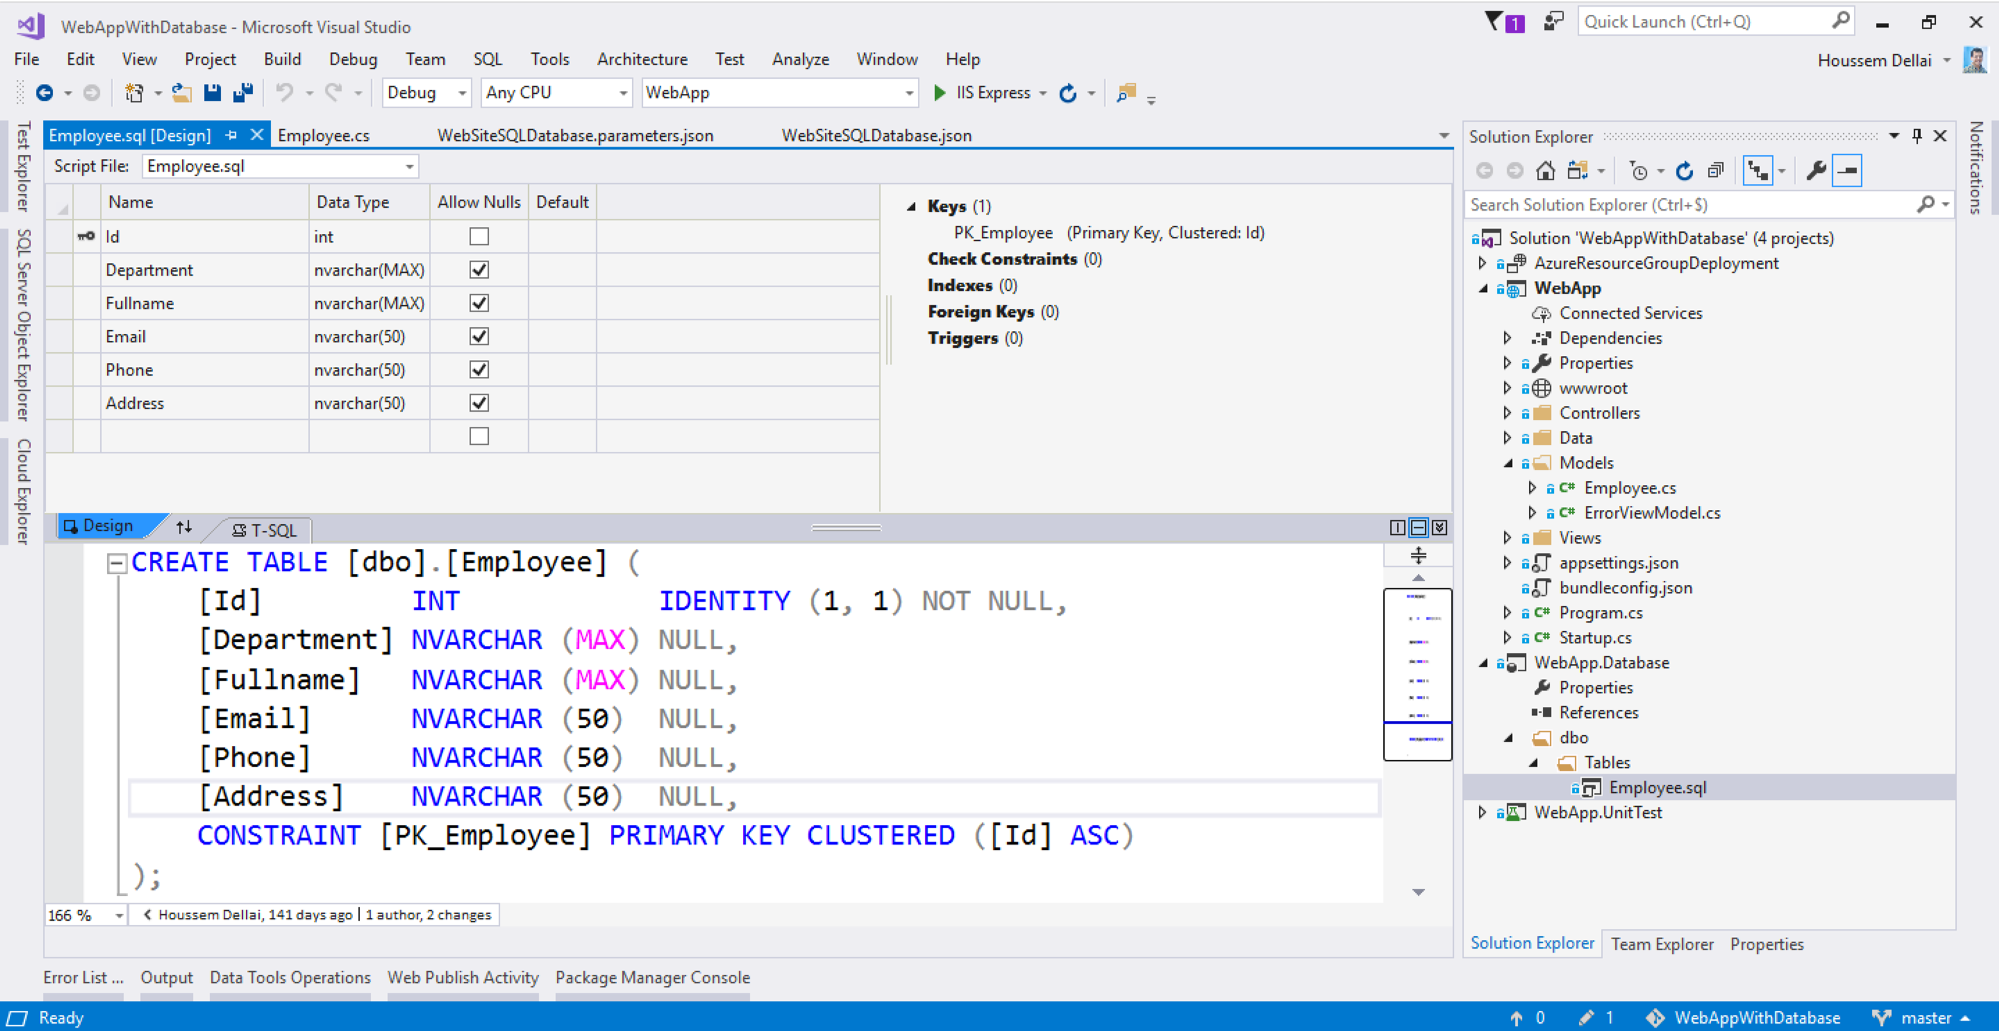 WebAppWithDatabase - Microsoft Visual Studio
1
Quick Launch (Ctrl+Q)
File Edit View Project Build Debug Team SQL Tools Architecture Test Analyze Window Help
Houssem Dellai
Debug
Any CPU
WebApp
IIS Express
Test Explorer
SQL Server Object Explorer
Cloud Explorer
Employee.sql [Design]
Employee.cs
WebSiteSQLDatabase.parameters.json
WebSiteSQLDatabase.json
Script File: Employee.sql
Name Data Type Allow Nulls Default
Id int
Department nvarchar(MAX)
Fullname nvarchar(MAX)
Email nvarchar(50)
Phone nvarchar(50)
Address nvarchar(50)
Keys (1)
PK_Employee (Primary Key, Clustered: Id)
Check Constraints (0)
Indexes (0)
Foreign Keys (0)
Triggers (0)
Design
T-SQL
CREATE TABLE [dbo].[Employee] (
[Id] INT IDENTITY (1, 1) NOT NULL,
[Department] NVARCHAR (MAX) NULL,
[Fullname] NVARCHAR (MAX) NULL,
[Email] NVARCHAR (50) NULL,
[Phone] NVARCHAR (50) NULL,
[Address] NVARCHAR (50) NULL,
CONSTRAINT [PK_Employee] PRIMARY KEY CLUSTERED ([Id] ASC)
);
166 %
Houssem Dellai, 141 days ago | 1 author, 2 changes
Solution Explorer
Search Solution Explorer (Ctrl+$)
Solution 'WebAppWithDatabase' (4 projects)
AzureResourceGroupDeployment
WebApp
Connected Services
Dependencies
Properties
wwwroot
Controllers
Data
Models
C# Employee.cs
C# ErrorViewModel.cs
Views
appsettings.json
bundleconfig.json
C# Program.cs
C# Startup.cs
WebApp.Database
Properties
References
dbo
Tables
Employee.sql
WebApp.UnitTest
Solution Explorer Team Explorer Properties
Notifications
Error List ... Output Data Tools Operations Web Publish Activity Package Manager Console
Ready
0
1
WebAppWithDatabase
master